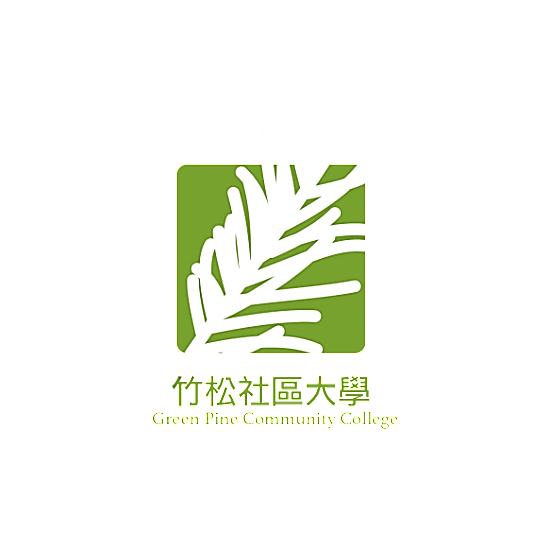 竹松社區大學
Green Pine Community College